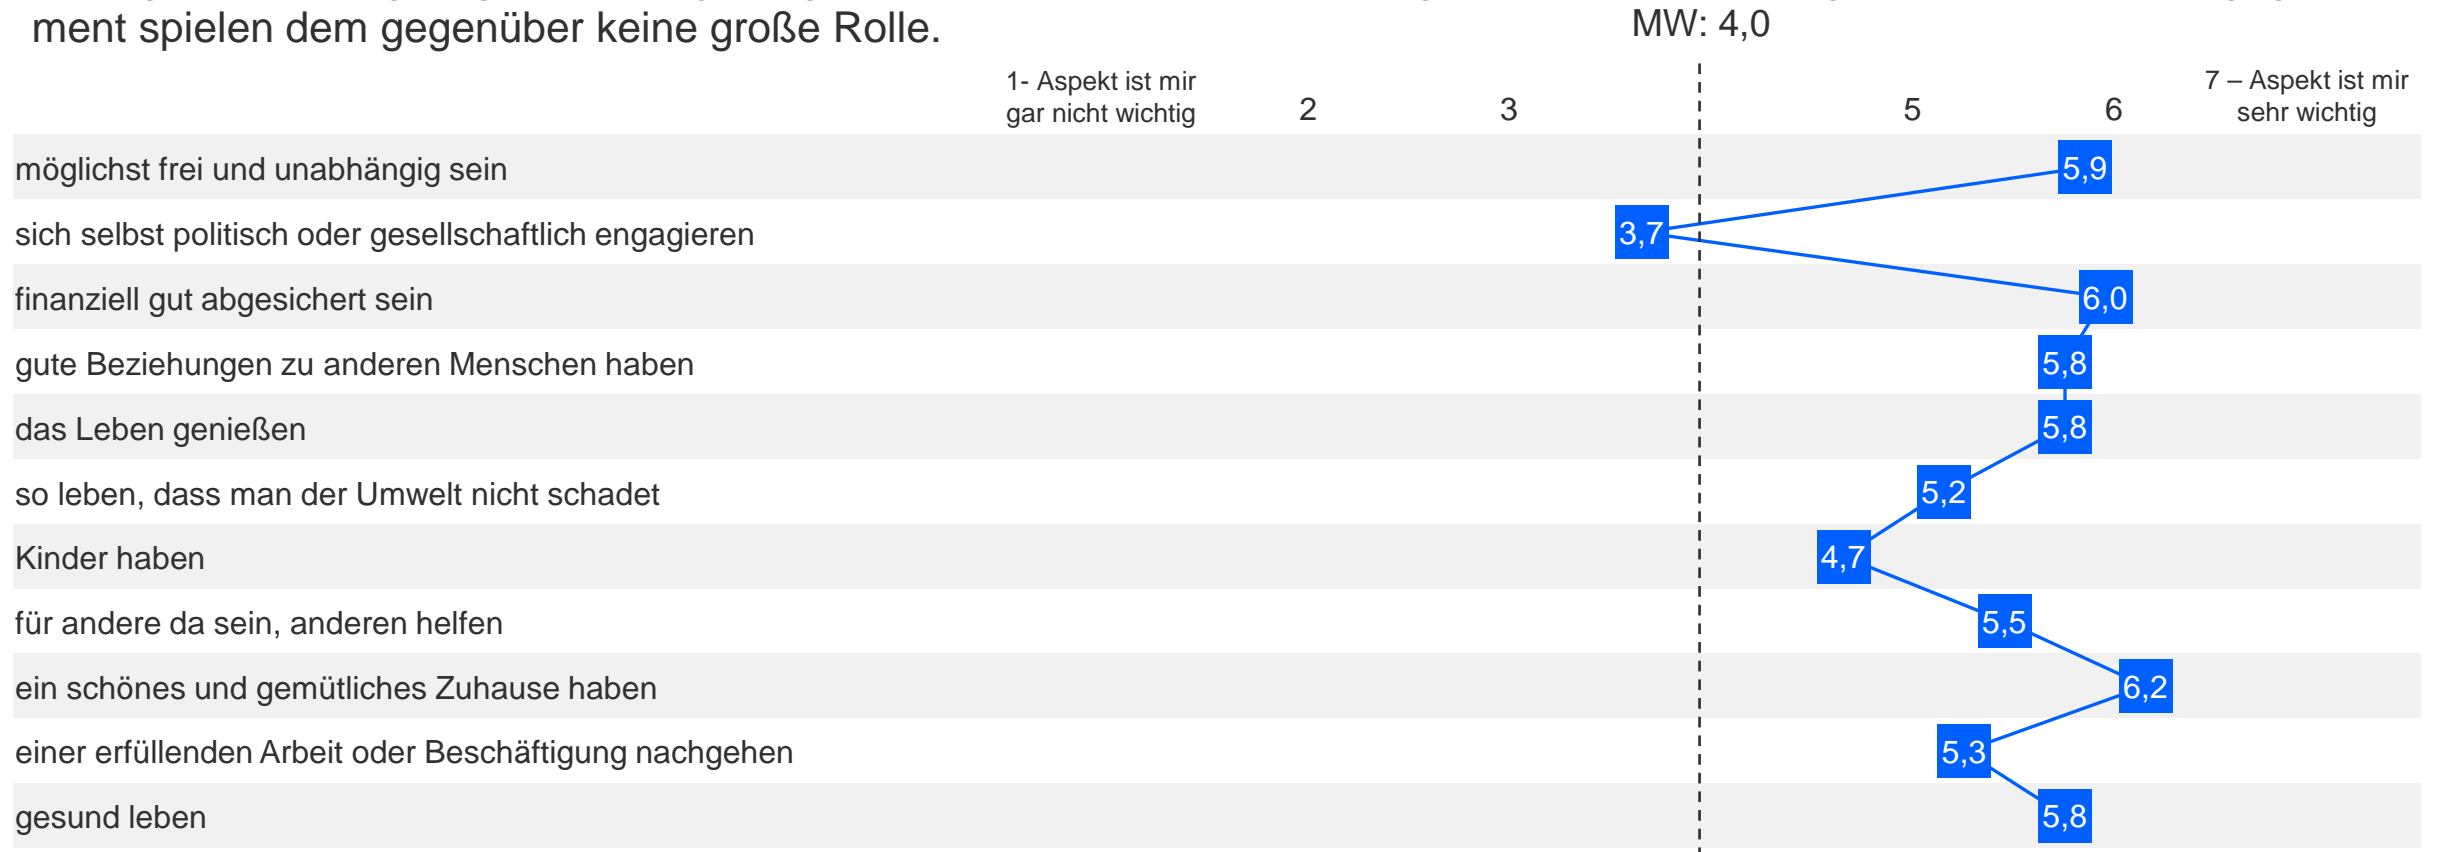 ment spielen dem gegenüber keine große Rolle.
MW: 4,0
1- Aspekt ist mir
gar nicht wichtig
2
3
5
6
7 – Aspekt ist mir
sehr wichtig
möglichst frei und unabhängig sein
5,9
sich selbst politisch oder gesellschaftlich engagieren
3,7
finanziell gut abgesichert sein
6,0
gute Beziehungen zu anderen Menschen haben
5,8
das Leben genießen
5,8
so leben, dass man der Umwelt nicht schadet
5,2
Kinder haben
4,7
für andere da sein, anderen helfen
5,5
ein schönes und gemütliches Zuhause haben
6,2
einer erfüllenden Arbeit oder Beschäftigung nachgehen
5,3
gesund leben
5,8